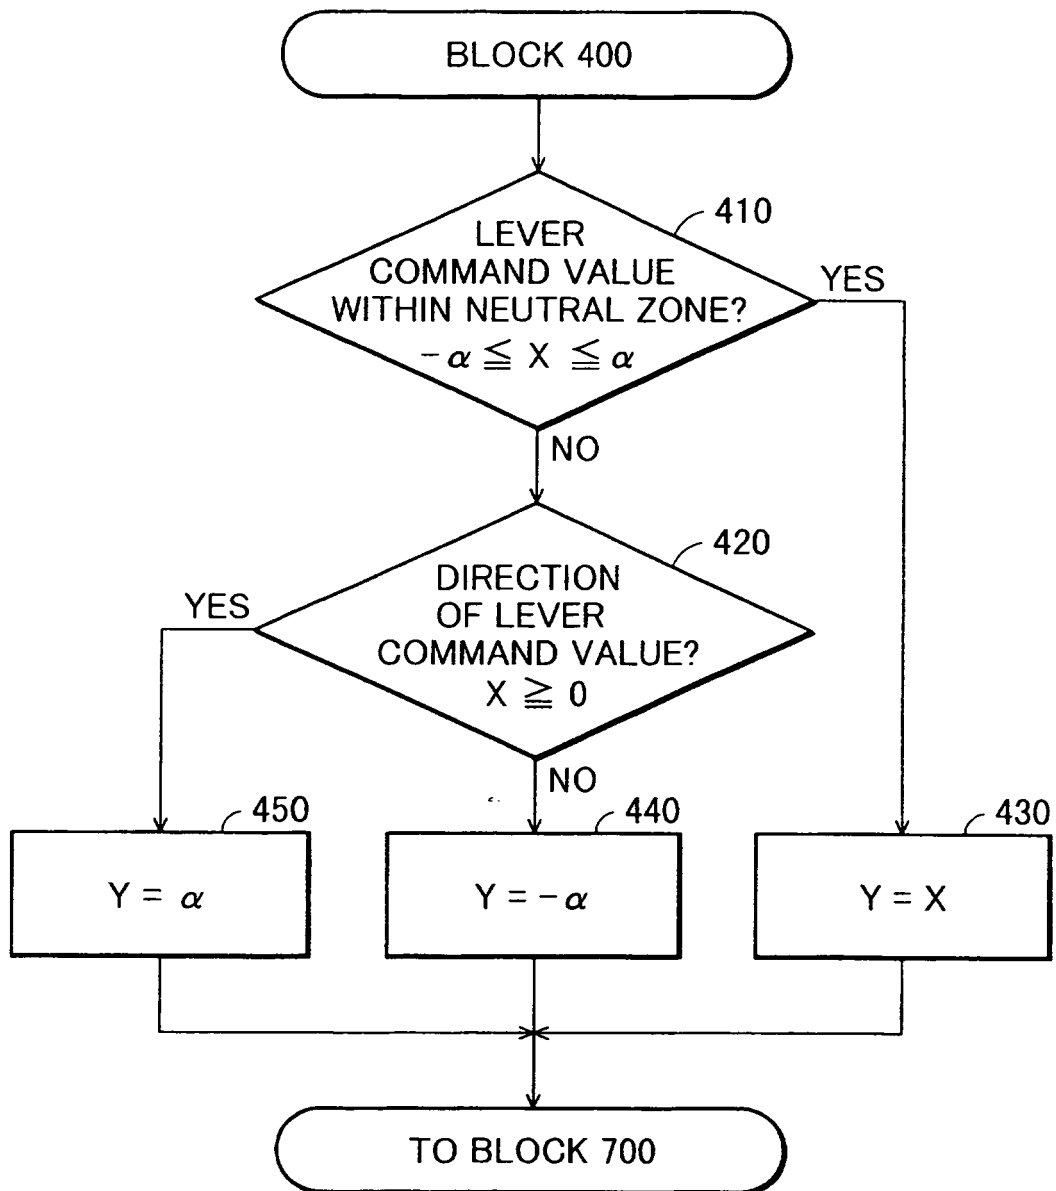 BLOCK 400
410
LEVER
COMMAND VALUE
WITHIN NEUTRAL ZONE?
-α ≦ X ≦ α
YES
NO
420
DIRECTION
OF LEVER
COMMAND VALUE?
X ≧ 0
YES
NO
450
440
430
Y = α
Y = -α
Y = X
TO BLOCK 700